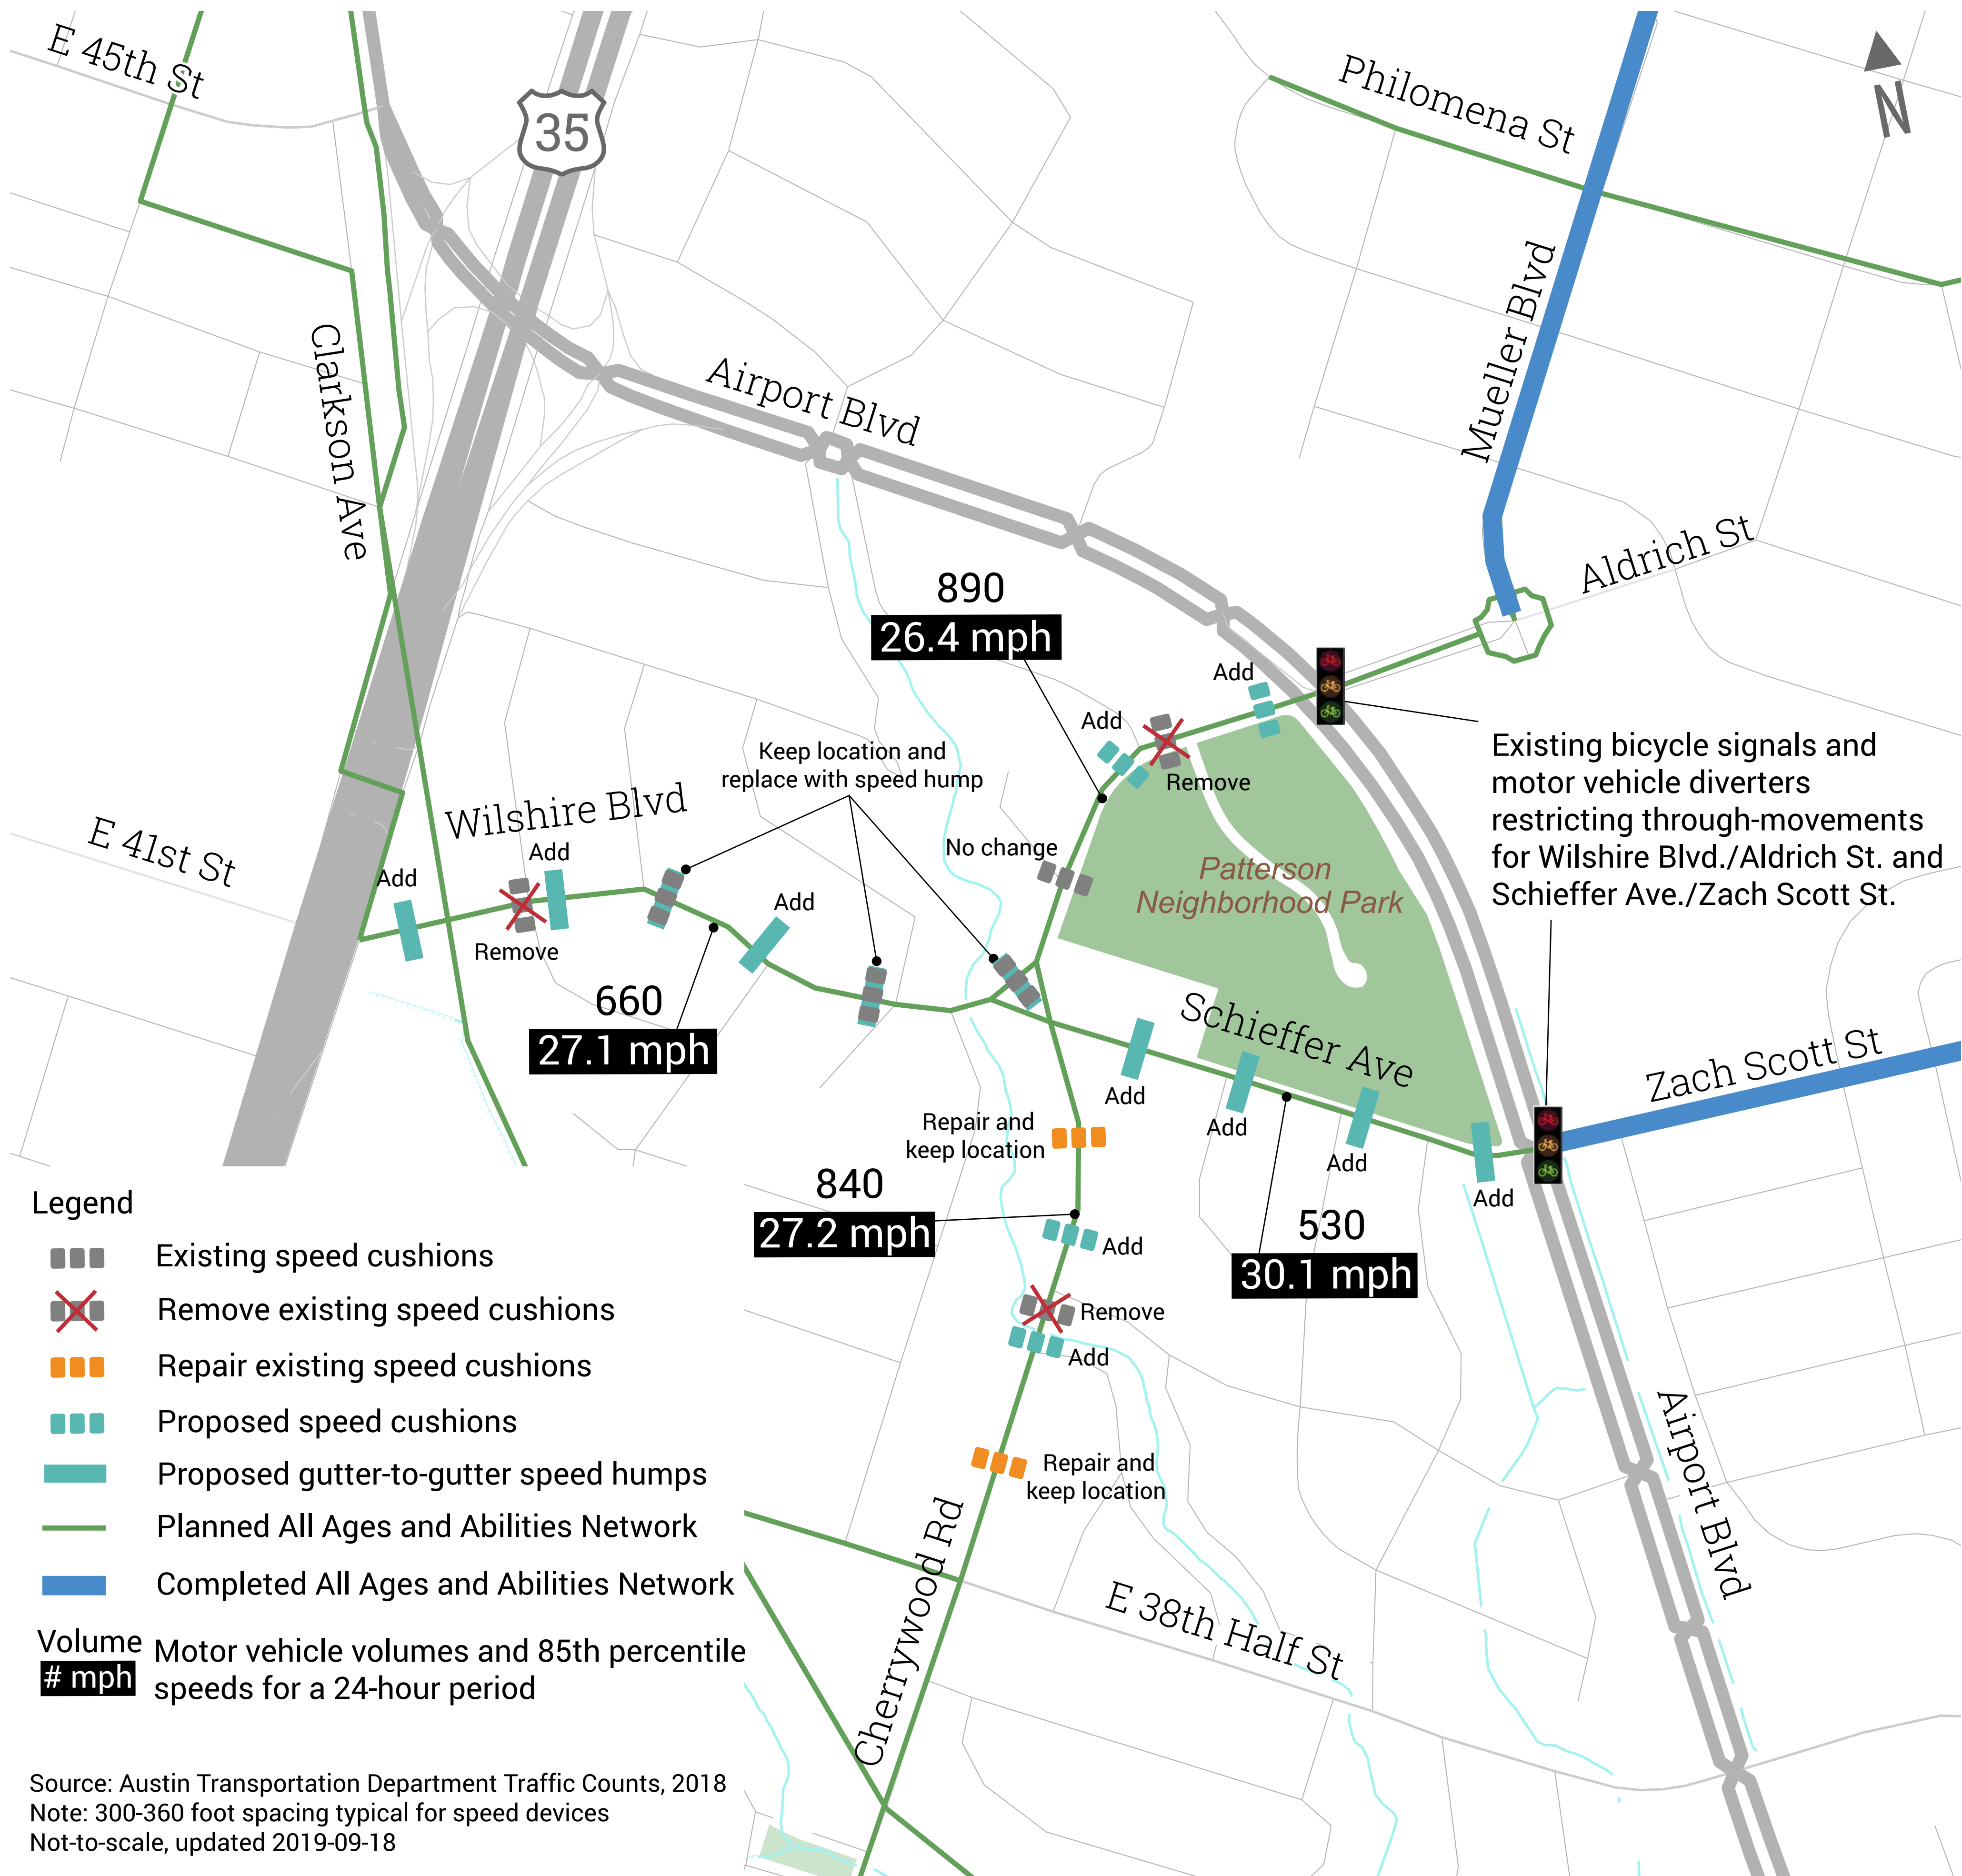 E 45th St
35
Philomena St
N
Clarkson Ave
Airport Blvd
Mueller Blvd
Aldrich St
890
26.4 mph
Add
Add
Remove
Keep location and
replace with speed hump
Existing bicycle signals and
motor vehicle diverters
restricting through-movements
for Wilshire Blvd./Aldrich St. and
Schieffer Ave./Zach Scott St.
Wilshire Blvd
E 41st St
Add
Add
Remove
Add
No change
Patterson
Neighborhood Park
660
27.1 mph
Schieffer Ave
Zach Scott St
Add
Add
Add
Add
Repair and
keep location
840
27.2 mph
Add
530
30.1 mph
Remove
Add
Repair and
keep location
Airport Blvd
Cherrywood Rd
E 38th Half St
Legend
Existing speed cushions
Remove existing speed cushions
Repair existing speed cushions
Proposed speed cushions
Proposed gutter-to-gutter speed humps
Planned All Ages and Abilities Network
Completed All Ages and Abilities Network
Volume
# mph
Motor vehicle volumes and 85th percentile
speeds for a 24-hour period
Source: Austin Transportation Department Traffic Counts, 2018
Note: 300-360 foot spacing typical for speed devices
Not-to-scale, updated 2019-09-18